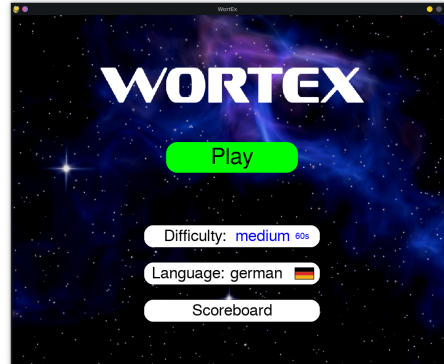 WortEx
WORTEX
Play
Difficulty: medium 60s
Language: german
Scoreboard